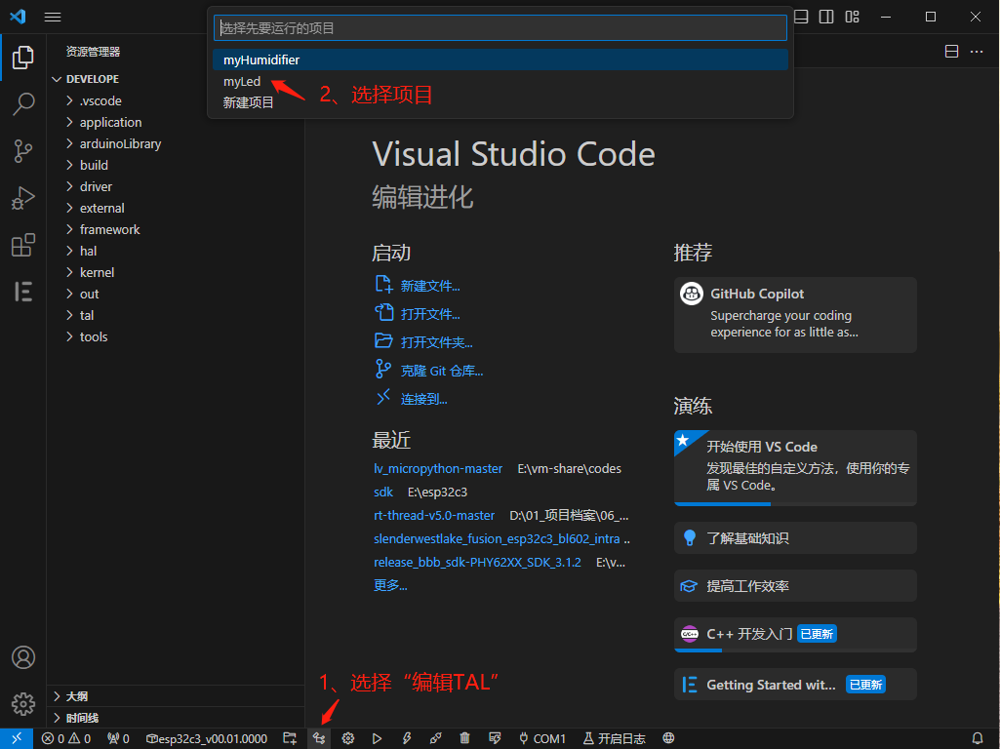 选择先要运行的项目
myHumidifier
myLed
新建项目
2、选择项目
资源管理器
DEVELOPE
.vscode
application
arduinoLibrary
build
driver
external
framework
hal
kernel
out
tal
tools
大纲
时间线
Visual Studio Code
编辑进化
启动
新建文件...
打开文件...
打开文件夹...
克隆 Git 仓库...
连接到...
最近
lv_micropython-master E:\vm-share\codes
sdk E:\esp32c3
rt-thread-v5.0-master D:\01_项目档案\06_...
slenderwestlake_fusion_esp32c3_bl602_intra ..
release_bbb_sdk-PHY62XX_SDK_3.1.2 E:\v...
更多...
推荐
GitHub Copilot
Supercharge your coding
experience for as little as...
演练
开始使用 VS Code
发现最佳的自定义方法，使用你的专
属 VS Code。
了解基础知识
提高工作效率
C/C++ C++ 开发入门 已更新
Getting Started wit... 已更新
1、选择“编辑TAL”
0 0 0 esp32c3_v00.01.0000 COM1 开启日志